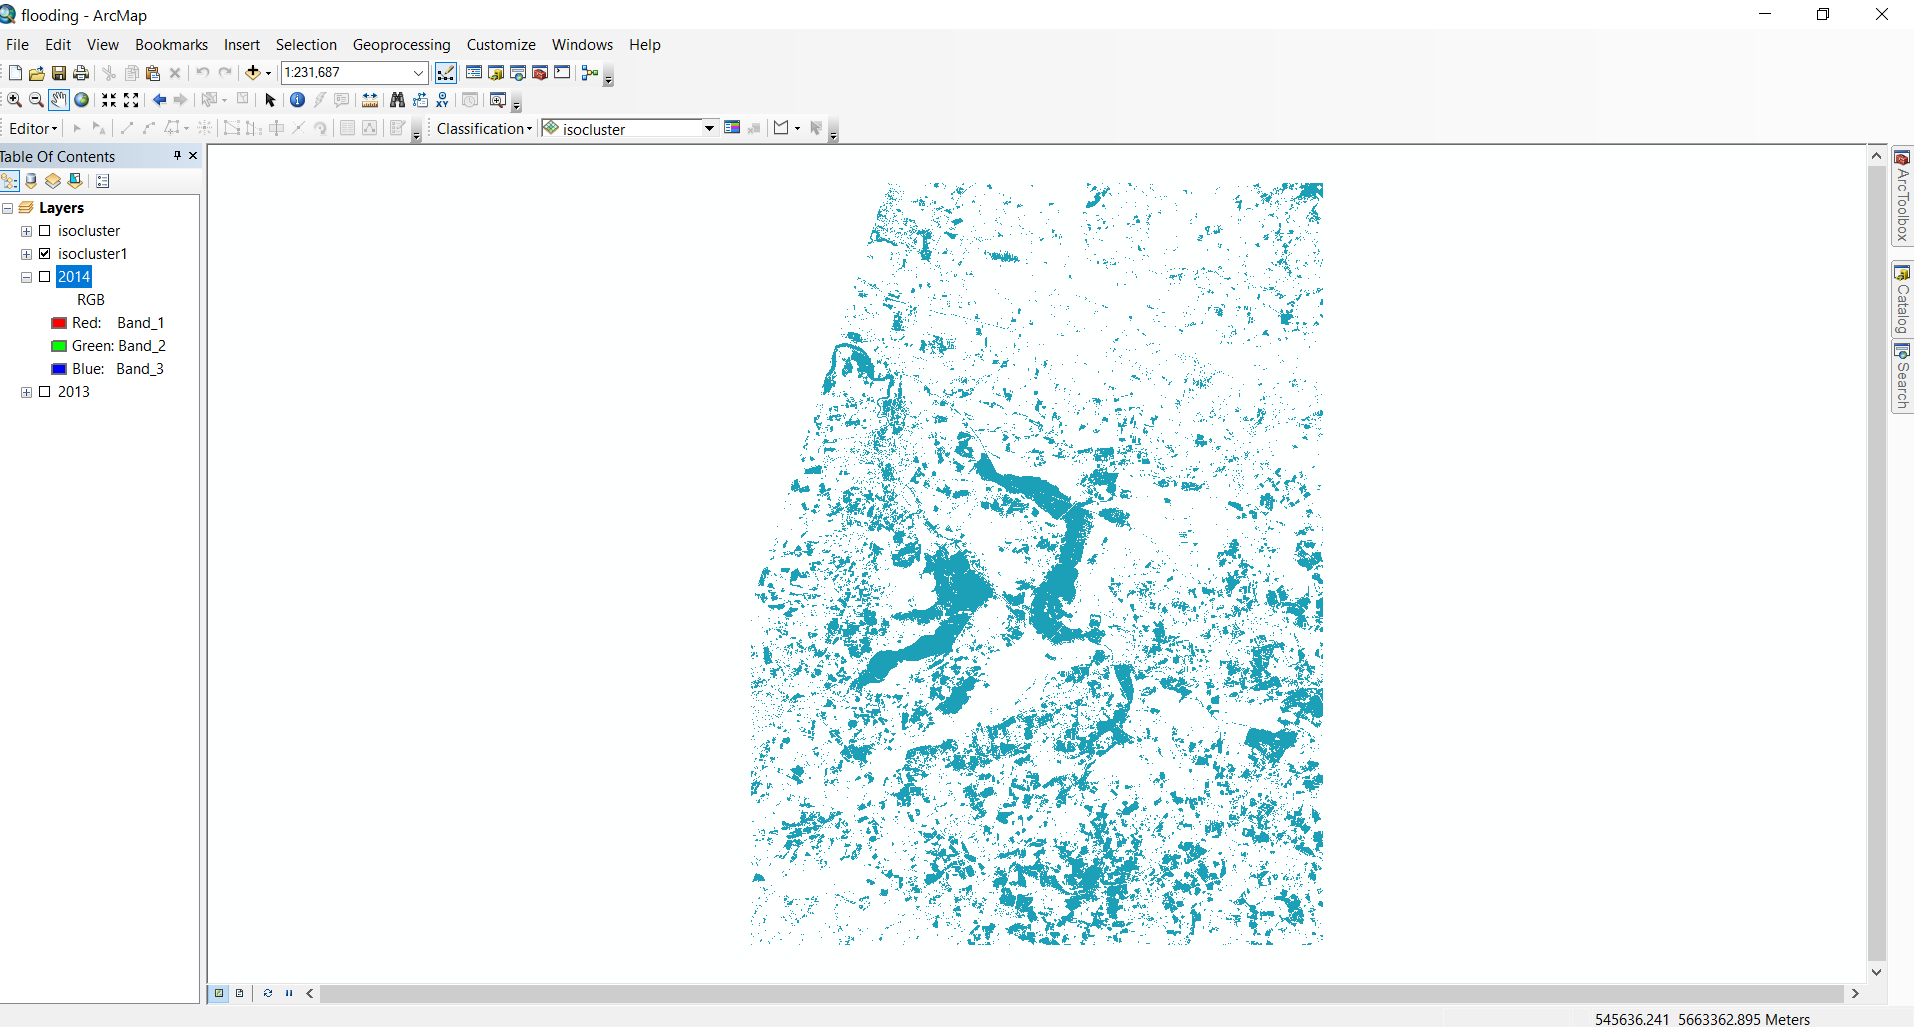 flooding - ArcMap
File Edit View Bookmarks Insert Selection Geoprocessing Customize Windows Help
1:231,687
XY
Editor Classification isocluster
Table Of Contents
Layers
isocluster
isocluster1
2014
RGB
Red: Band_1
Green: Band_2
Blue: Band_3
2013
ArcToolbox
Catalog
Search
545636.241 5663362.895 Meters